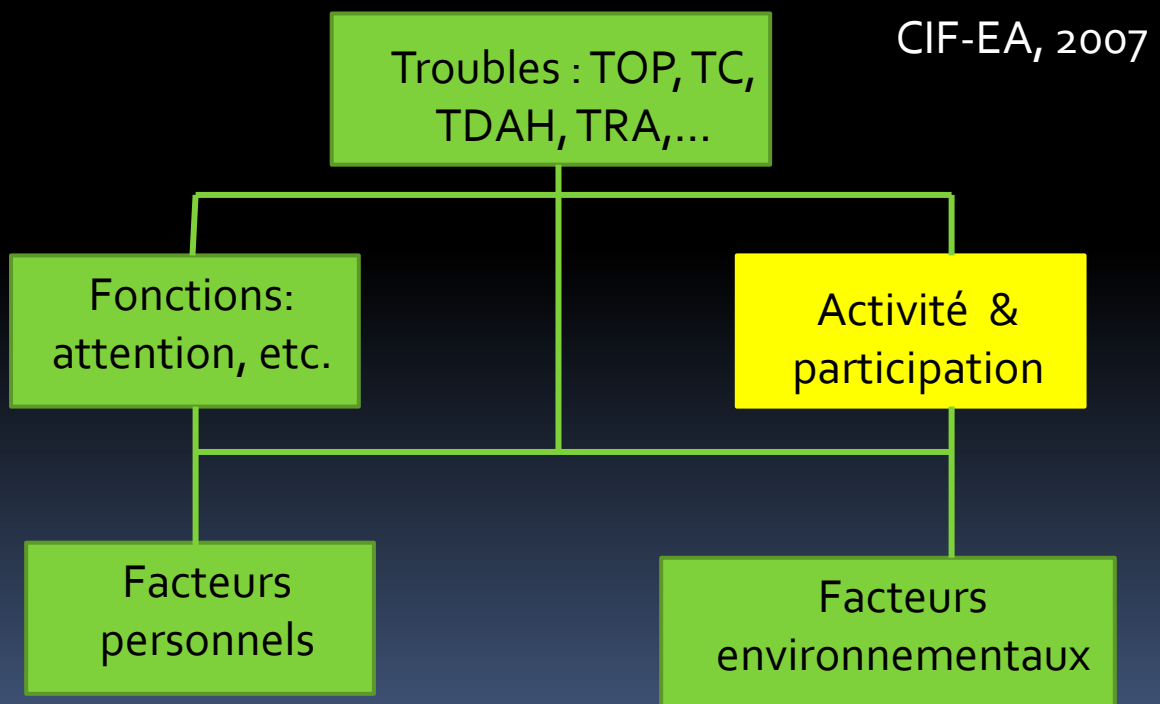 CIF-EA, 2007
Troubles : TOP, TC,
TDAH, TRA,...
Fonctions:
attention, etc.
Activité &
participation
Facteurs
personnels
Facteurs
environnementaux